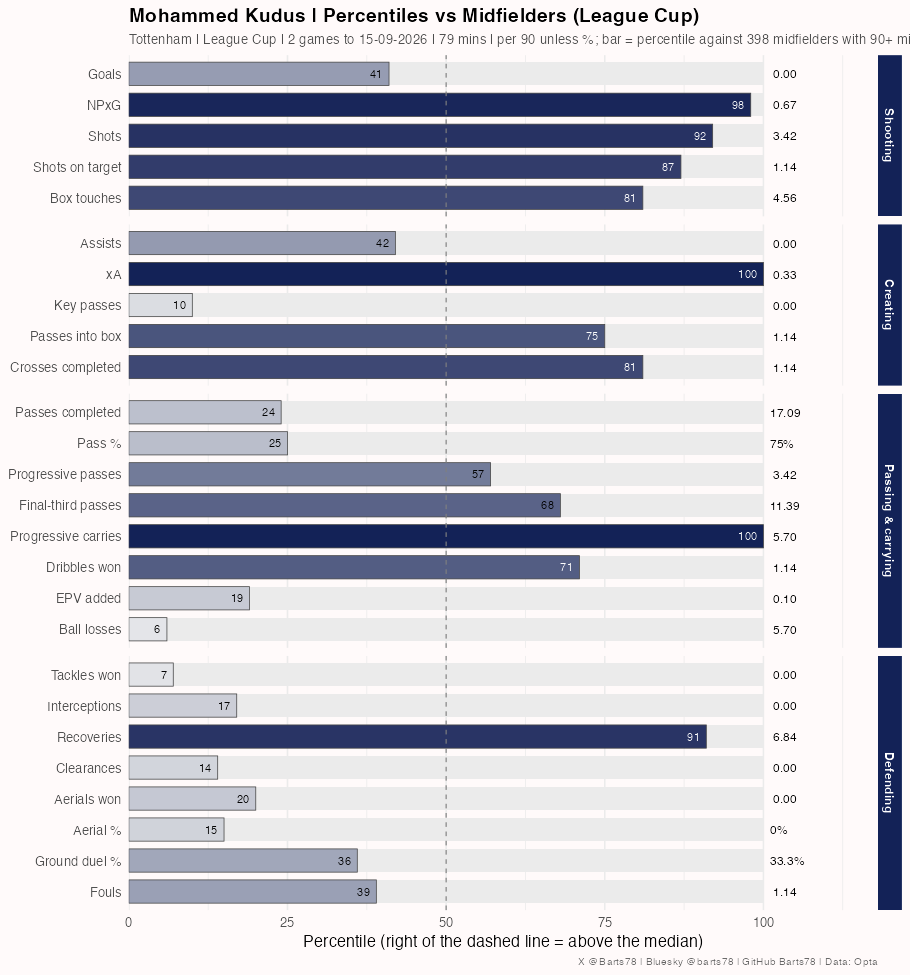 Mohammed Kudus | Percentiles vs Midfielders (League Cup)
Tottenham | League Cup | 2 games to 15-09-2026 | 79 mins | per 90 unless %; bar = percentile against 398 midfielders with 90+ mi
Goals 41 0.00
NPxG 98 0.67
Shots 92 3.42
Shots on target 87 1.14
Box touches 81 4.56
Shooting
Assists 42 0.00
xA 100 0.33
Key passes 10 0.00
Passes into box 75 1.14
Crosses completed 81 1.14
Creating
Passes completed 24 17.09
Pass % 25 75%
Progressive passes 57 3.42
Final-third passes 68 11.39
Progressive carries 100 5.70
Dribbles won 71 1.14
EPV added 19 0.10
Ball losses 6 5.70
Passing & carrying
Tackles won 7 0.00
Interceptions 17 0.00
Recoveries 91 6.84
Clearances 14 0.00
Aerials won 20 0.00
Aerial % 15 0%
Ground duel % 36 33.3%
Fouls 39 1.14
Defending
0 25 50 75 100
Percentile (right of the dashed line = above the median)
X @Barts78 | Bluesky @barts78 | GitHub Barts78 | Data: Opta